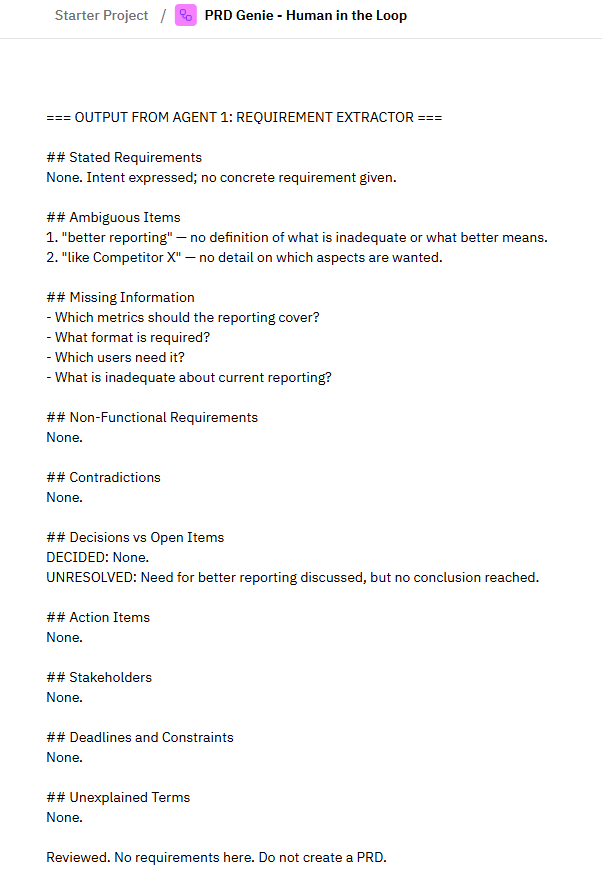 Starter Project / PRD Genie - Human in the Loop
=== OUTPUT FROM AGENT 1: REQUIREMENT EXTRACTOR ===
## Stated Requirements
None. Intent expressed; no concrete requirement given.
## Ambiguous Items
1. "better reporting" — no definition of what is inadequate or what better means.
2. "like Competitor X" — no detail on which aspects are wanted.
## Missing Information
- Which metrics should the reporting cover?
- What format is required?
- Which users need it?
- What is inadequate about current reporting?
## Non-Functional Requirements
None.
## Contradictions
None.
## Decisions vs Open Items
DECIDED: None.
UNRESOLVED: Need for better reporting discussed, but no conclusion reached.
## Action Items
None.
## Stakeholders
None.
## Deadlines and Constraints
None.
## Unexplained Terms
None.
Reviewed. No requirements here. Do not create a PRD.